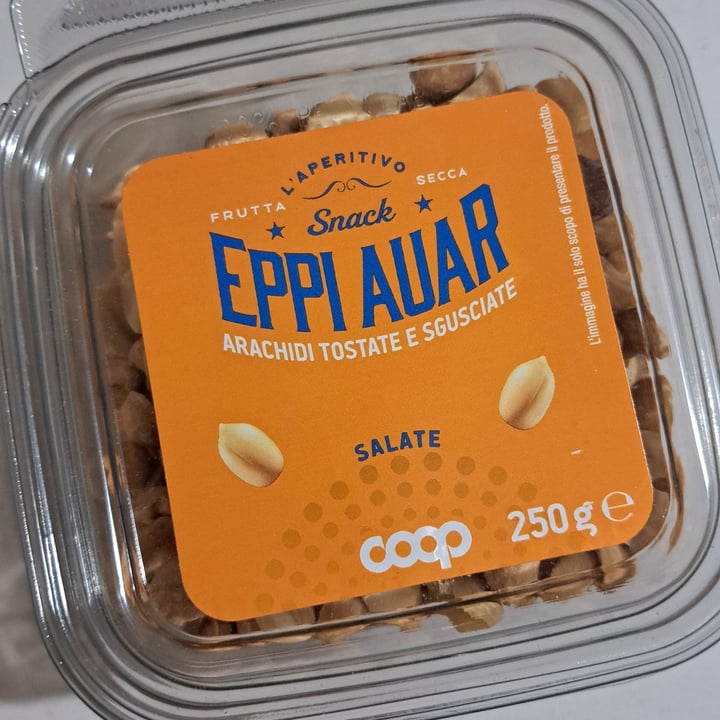 L'APERITIVO
FRUTTA SECCA
Snack
EPPI AUAR
ARACHIDI TOSTATE E SGUSCIATE
SALATE
coop
250 g e
L'immagine ha il solo scopo di presentare il prodotto.